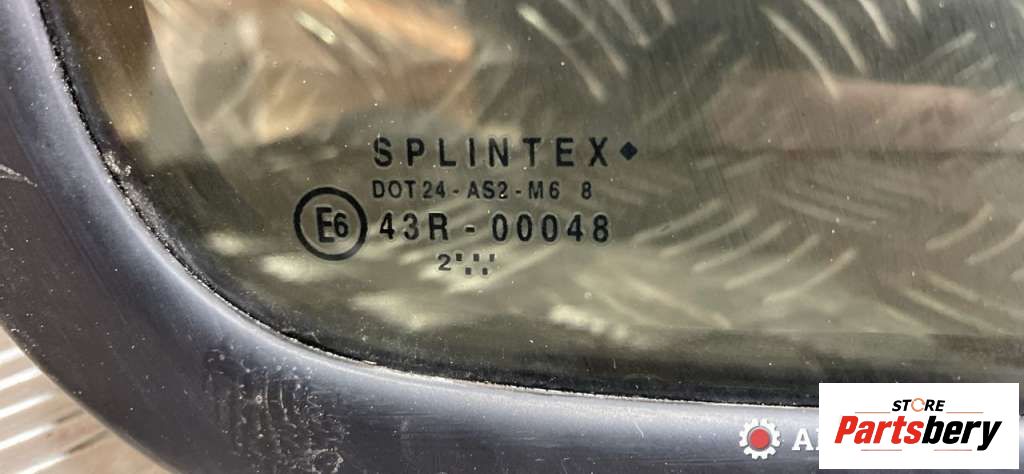 SPLINTEX
DOT24-AS2-M6 8
E6 43R-00048
2
STORE
Partsbery